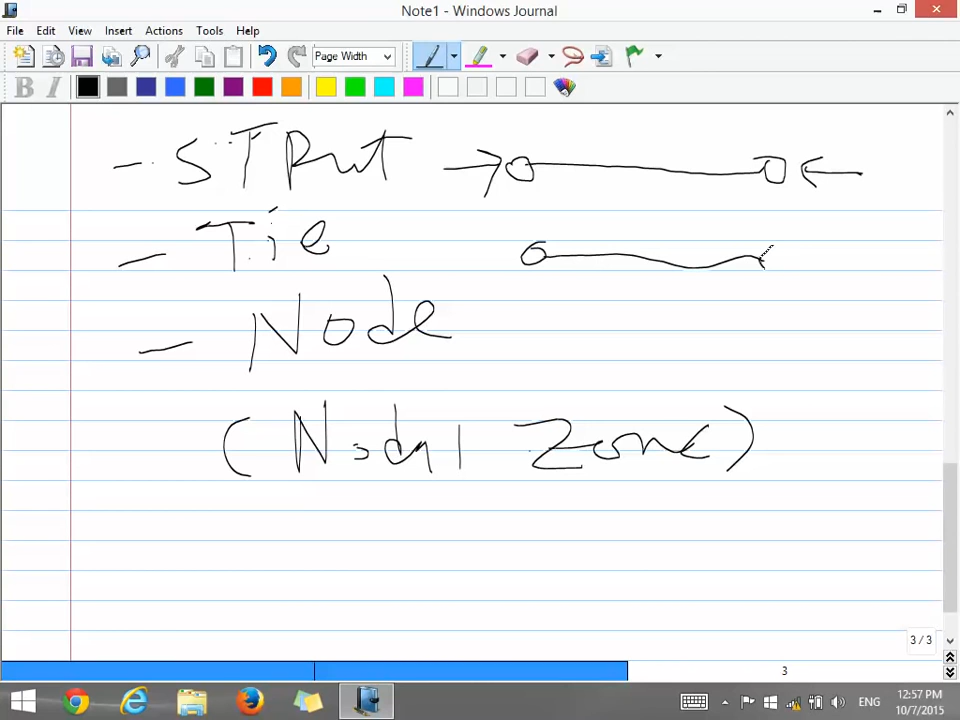 Note1 - Windows Journal
File Edit View Insert Actions Tools Help
Page Width
B I
- STRut
- Tie
- Node
(Nodal Zone)
3 / 3
3
ENG
12:57 PM
10/7/2015